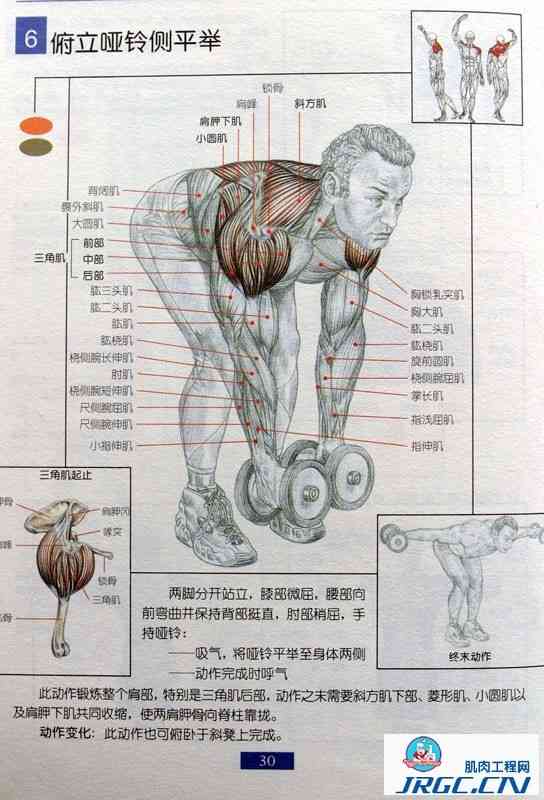 6 俯立哑铃侧平举
锁骨
肩峰
斜方肌
肩胛下肌
小圆肌
背阔肌
腹外斜肌
大圆肌
三角肌
前部
中部
后部
肱三头肌
肱二头肌
肱肌
肱桡肌
桡侧腕长伸肌
肘肌
桡侧腕短伸肌
尺侧腕屈肌
尺侧腕伸肌
小指伸肌
胸锁乳突肌
胸大肌
肱二头肌
肱桡肌
旋前圆肌
桡侧腕屈肌
掌长肌
指浅屈肌
指伸肌
三角肌起止
肩胛冈
喙突
锁骨
三角肌
终末动作
两脚分开站立，膝部微屈，腰部向
前弯曲并保持背部挺直，肘部稍屈，手
持哑铃：
——吸气，将哑铃平举至身体两侧
——动作完成时呼气
此动作锻炼整个肩部，特别是三角肌后部，动作之末需要斜方肌下部、菱形肌、小圆肌以
及肩胛下肌共同收缩，使两肩胛骨向脊柱靠拢。
动作变化：此动作也可俯卧于斜凳上完成。
30
肌肉工程网
JRGC.CN